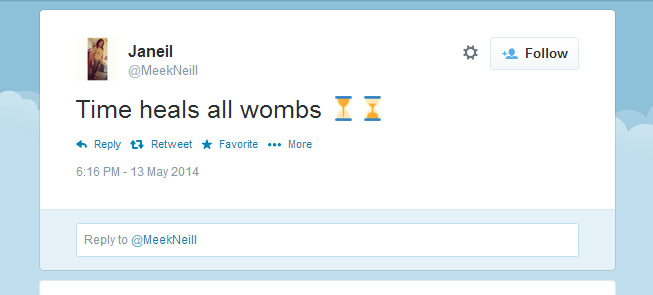 Janeil
@MeekNeill
Follow
Time heals all wombs ⏳⌛
Reply Retweet Favorite ••• More
6:16 PM - 13 May 2014
Reply to @MeekNeill